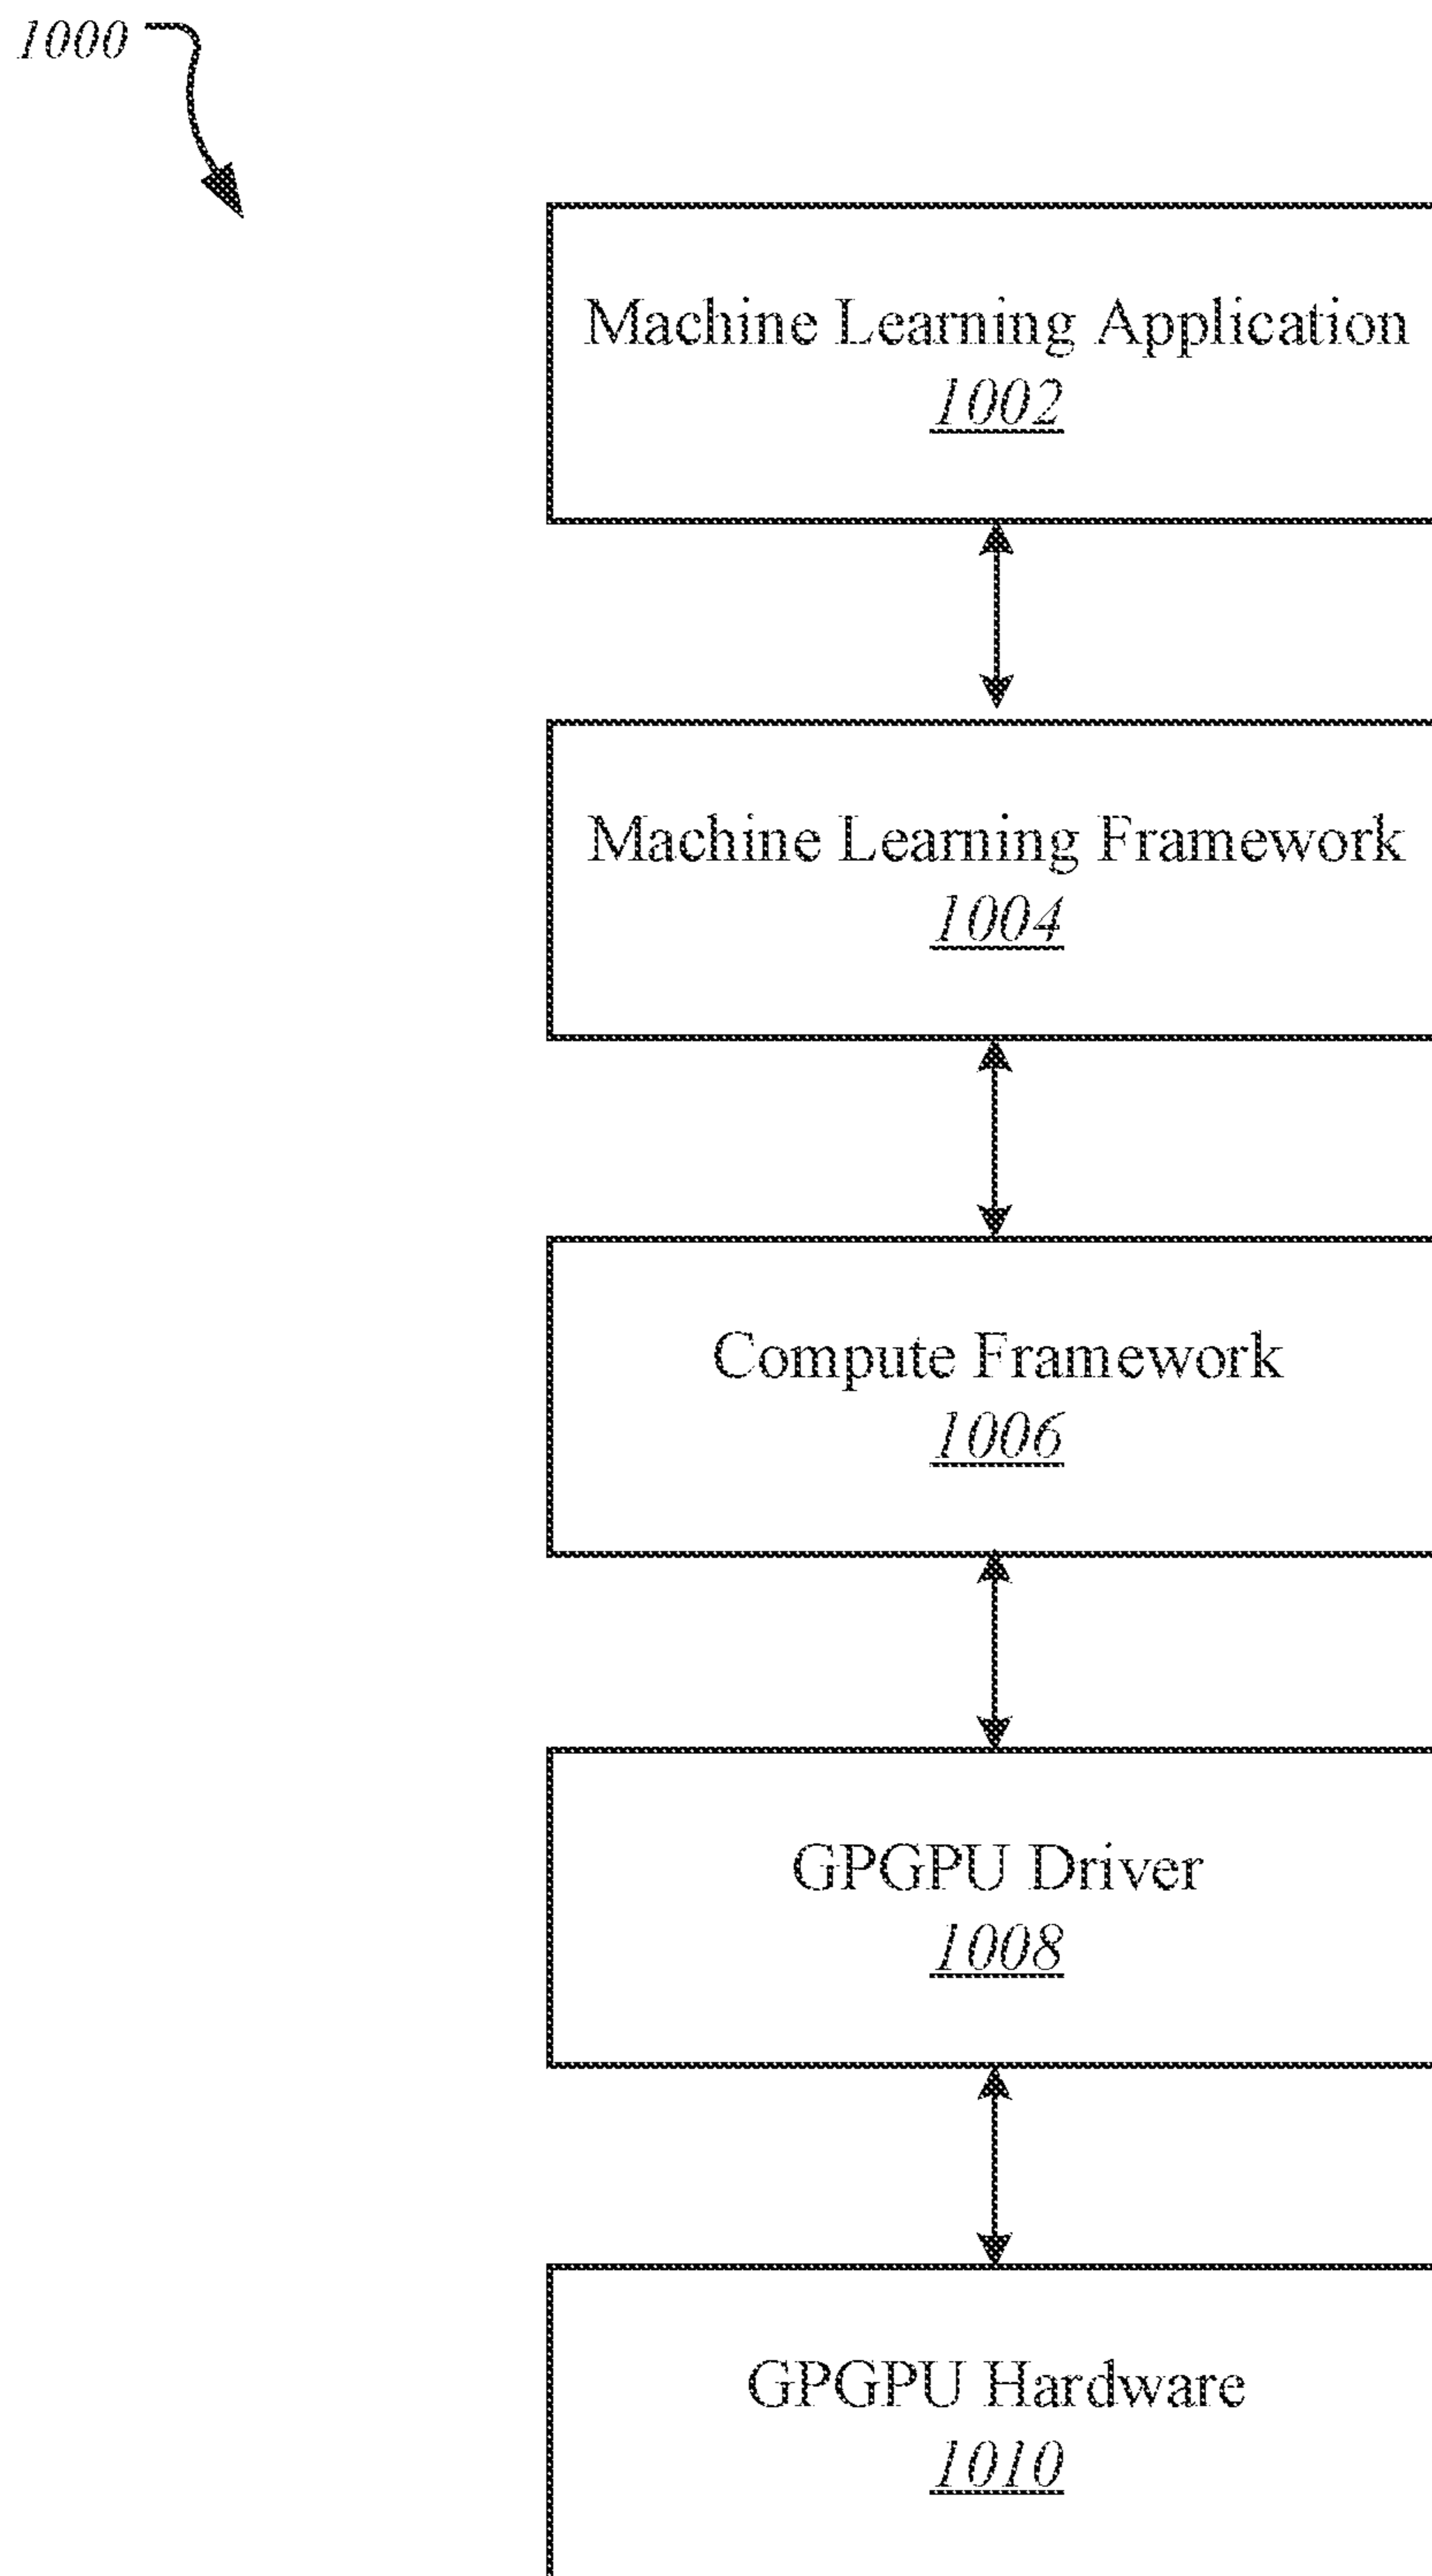 1000
Machine Learning Application
1002
Machine Learning Framework
1004
Compute Framework
1006
GPGPU Driver
1008
GPGPU Hardware
1010